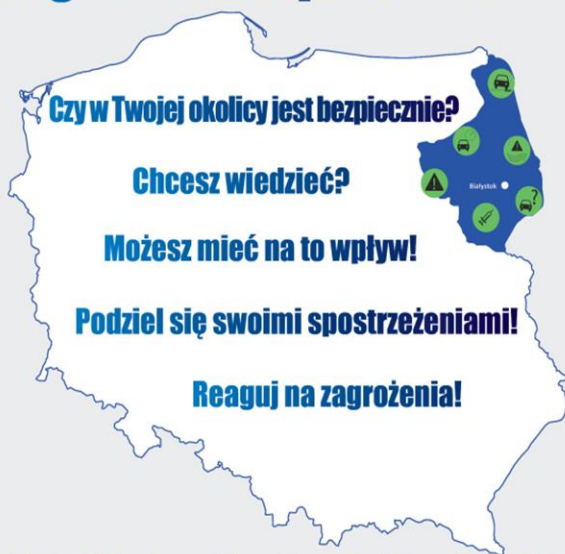 Czy w Twojej okolicy jest bezpiecznie?
Chcesz wiedzieć?
Możesz mieć na to wpływ!
Podziel się swoimi spostrzeżeniami!
Reaguj na zagrożenia!
Białystok
?